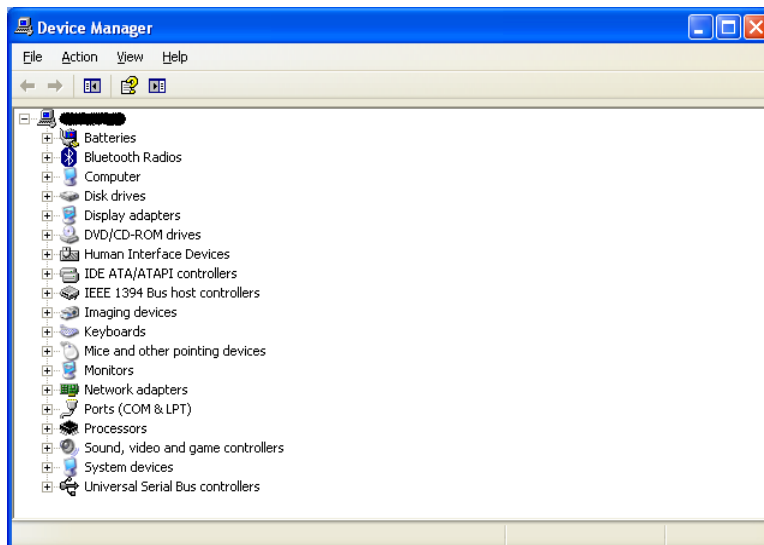 Device Manager
File Action View Help
Batteries
Bluetooth Radios
Computer
Disk drives
Display adapters
DVD/CD-ROM drives
Human Interface Devices
IDE ATA/ATAPI controllers
IEEE 1394 Bus host controllers
Imaging devices
Keyboards
Mice and other pointing devices
Monitors
Network adapters
Ports (COM & LPT)
Processors
Sound, video and game controllers
System devices
Universal Serial Bus controllers